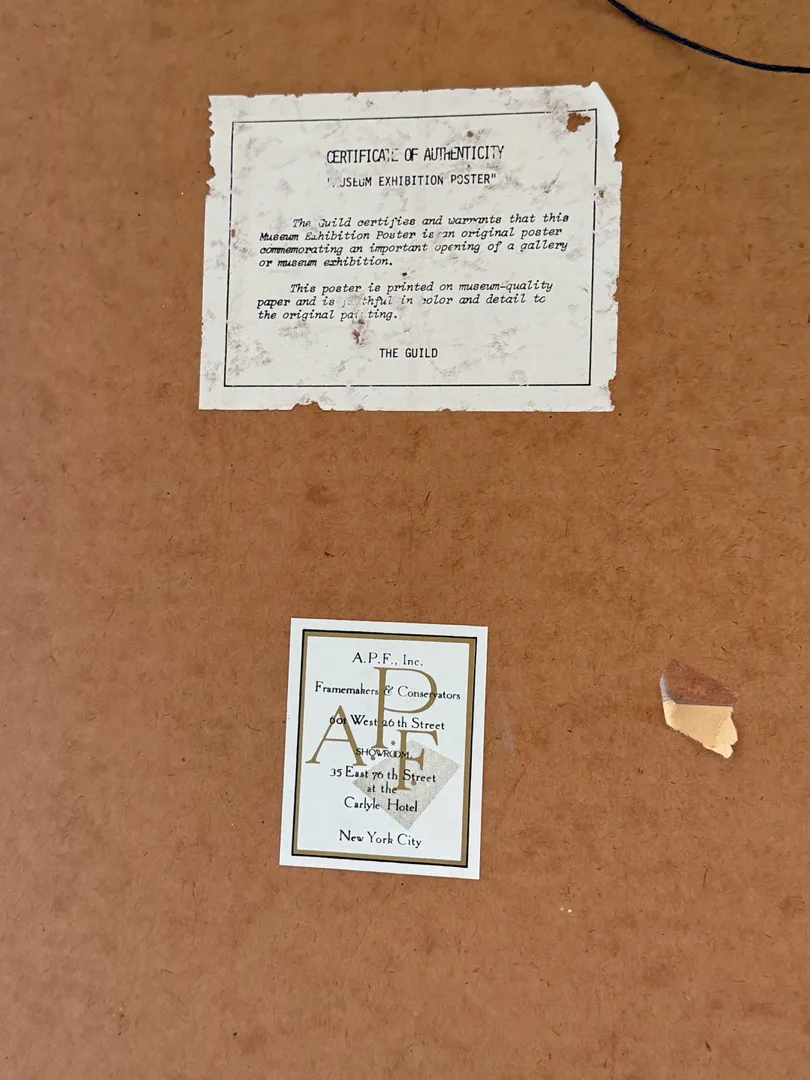 CERTIFICATE OF AUTHENTICITY
"MUSEUM EXHIBITION POSTER"
The Guild certifies and warrants that this
Museum Exhibition Poster is an original poster
commemorating an important opening of a gallery
or museum exhibition.
This poster is printed on museum-quality
paper and is faithful in color and detail to
the original painting.
THE GUILD
A.P.F., Inc.
Framemakers & Conservators
601 West 26 th Street
SHOWROOM:
35 East 76 th Street
at the
Carlyle Hotel
New York City
A.P.F.